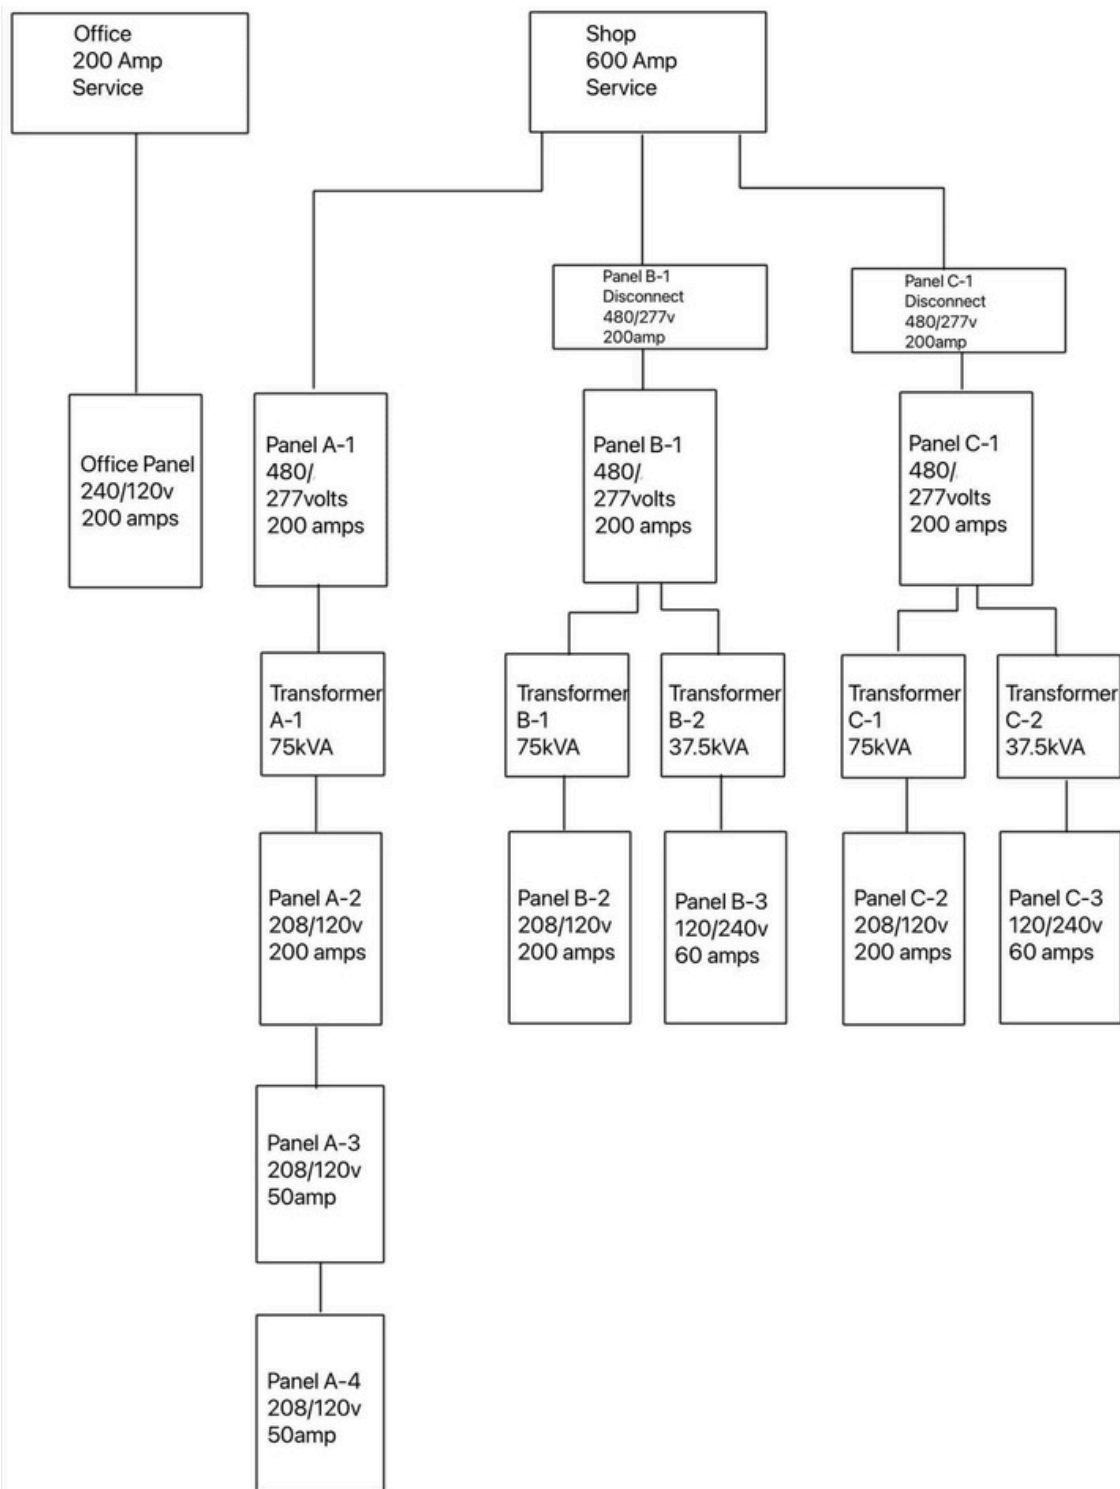 Office
200 Amp
Service
Shop
600 Amp
Service
Panel B-1
Disconnect
480/277v
200amp
Panel C-1
Disconnect
480/277v
200amp
Office Panel
240/120v
200 amps
Panel A-1
480/
277volts
200 amps
Panel B-1
480/
277volts
200 amps
Panel C-1
480/
277volts
200 amps
Transformer
A-1
75kVA
Transformer
B-1
75kVA
Transformer
B-2
37.5kVA
Transformer
C-1
75kVA
Transformer
C-2
37.5kVA
Panel A-2
208/120v
200 amps
Panel B-2
208/120v
200 amps
Panel B-3
120/240v
60 amps
Panel C-2
208/120v
200 amps
Panel C-3
120/240v
60 amps
Panel A-3
208/120v
50amp
Panel A-4
208/120v
50amp